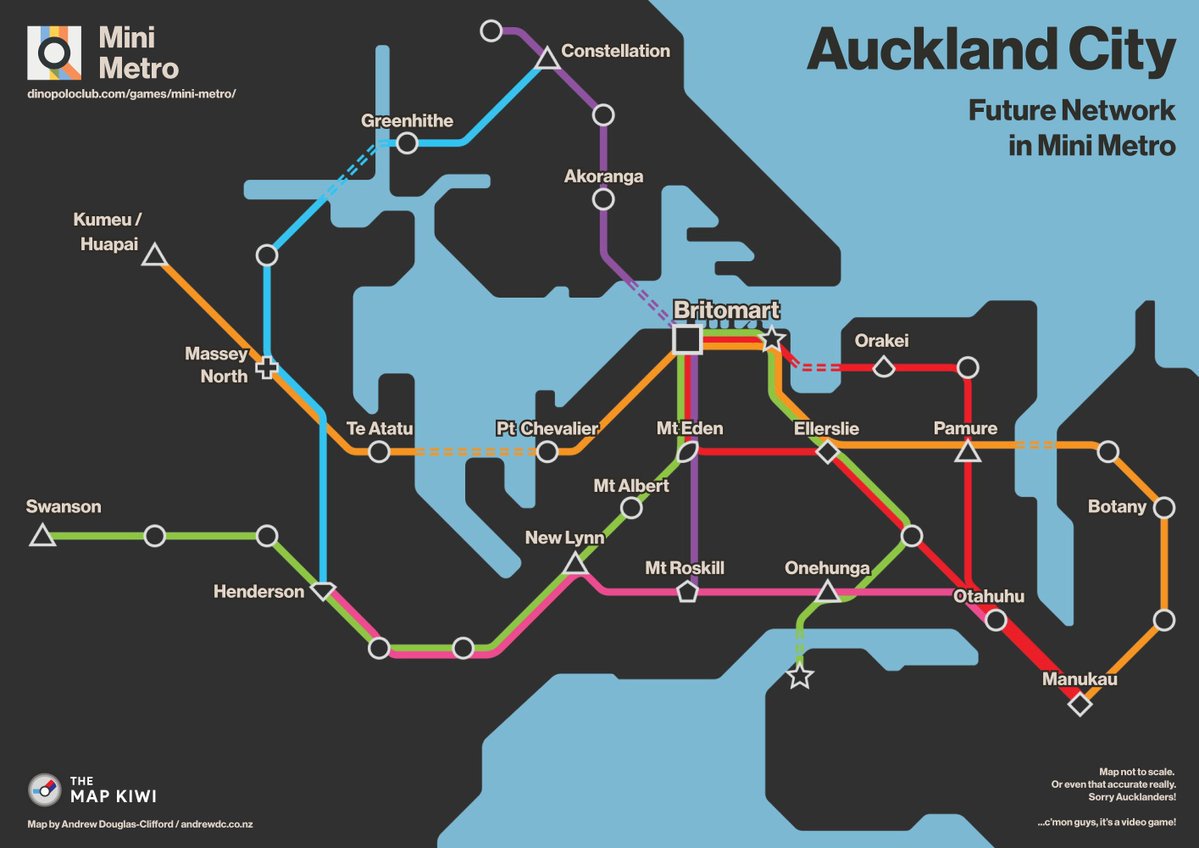 Mini
Metro
dinopoloclub.com/games/mini-metro/
Auckland City
Future Network
in Mini Metro
Constellation
Greenhithe
Akoranga
Kumeu /
Huapai
Britomart
Orakei
Massey
North
Te Atatu
Pt Chevalier
Mt Eden
Ellerslie
Pamure
Mt Albert
Swanson
Botany
New Lynn
Mt Roskill
Onehunga
Henderson
Otahuhu
Manukau
THE
MAP KIWI
Map by Andrew Douglas-Clifford / andrewdc.co.nz
Map not to scale.
Or even that accurate really.
Sorry Aucklanders!
...c'mon guys, it's a video game!